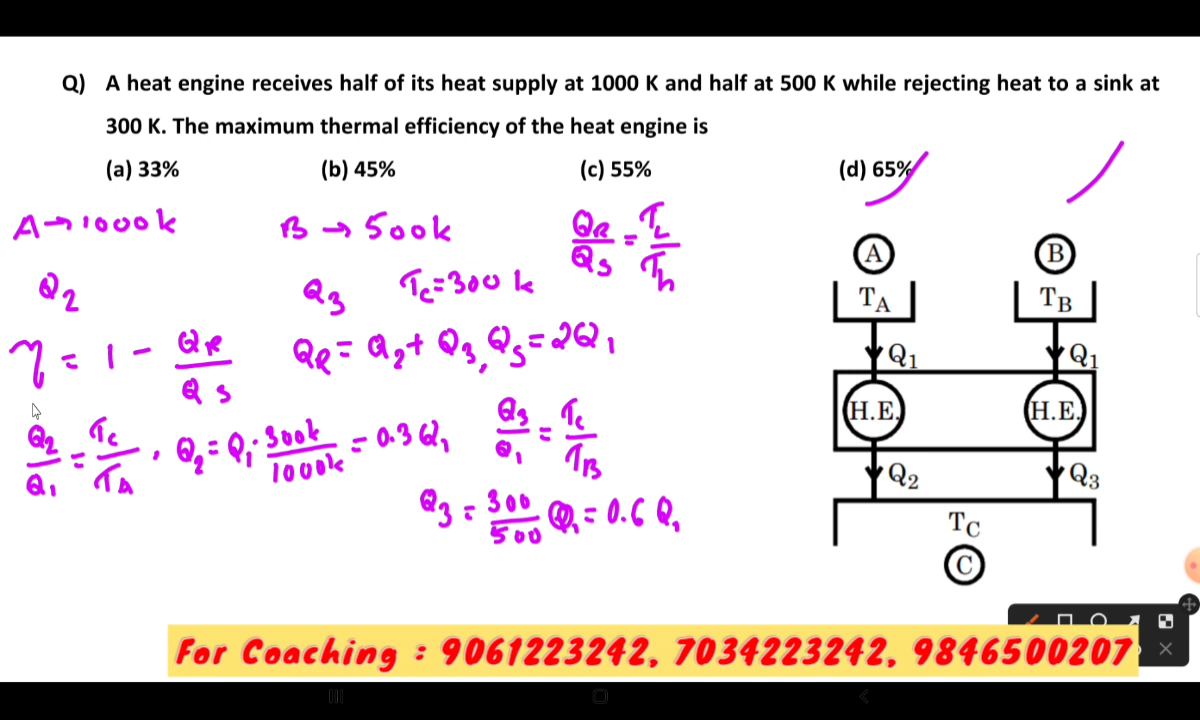 Q) A heat engine receives half of its heat supply at 1000 K and half at 500 K while rejecting heat to a sink at
300 K. The maximum thermal efficiency of the heat engine is
(a) 33% (b) 45% (c) 55% (d) 65%
A → 1000k B → 500k QR/QS = TL/Th
Q2 Q3 Tc=300 k
η = 1 - QR/QS QR = Q2+Q3, QS=2Q1
Q2/Q1 = Tc/TA, Q2 = Q1·300k/1000k = 0.3Q1 Q3/Q1 = Tc/TB
Q3 = 300/500 Q1 = 0.6 Q1
A B
TA TB
Q1 Q1
H.E. H.E.
Q2 Q3
TC
C
For Coaching : 9061223242, 7034223242, 9846500207